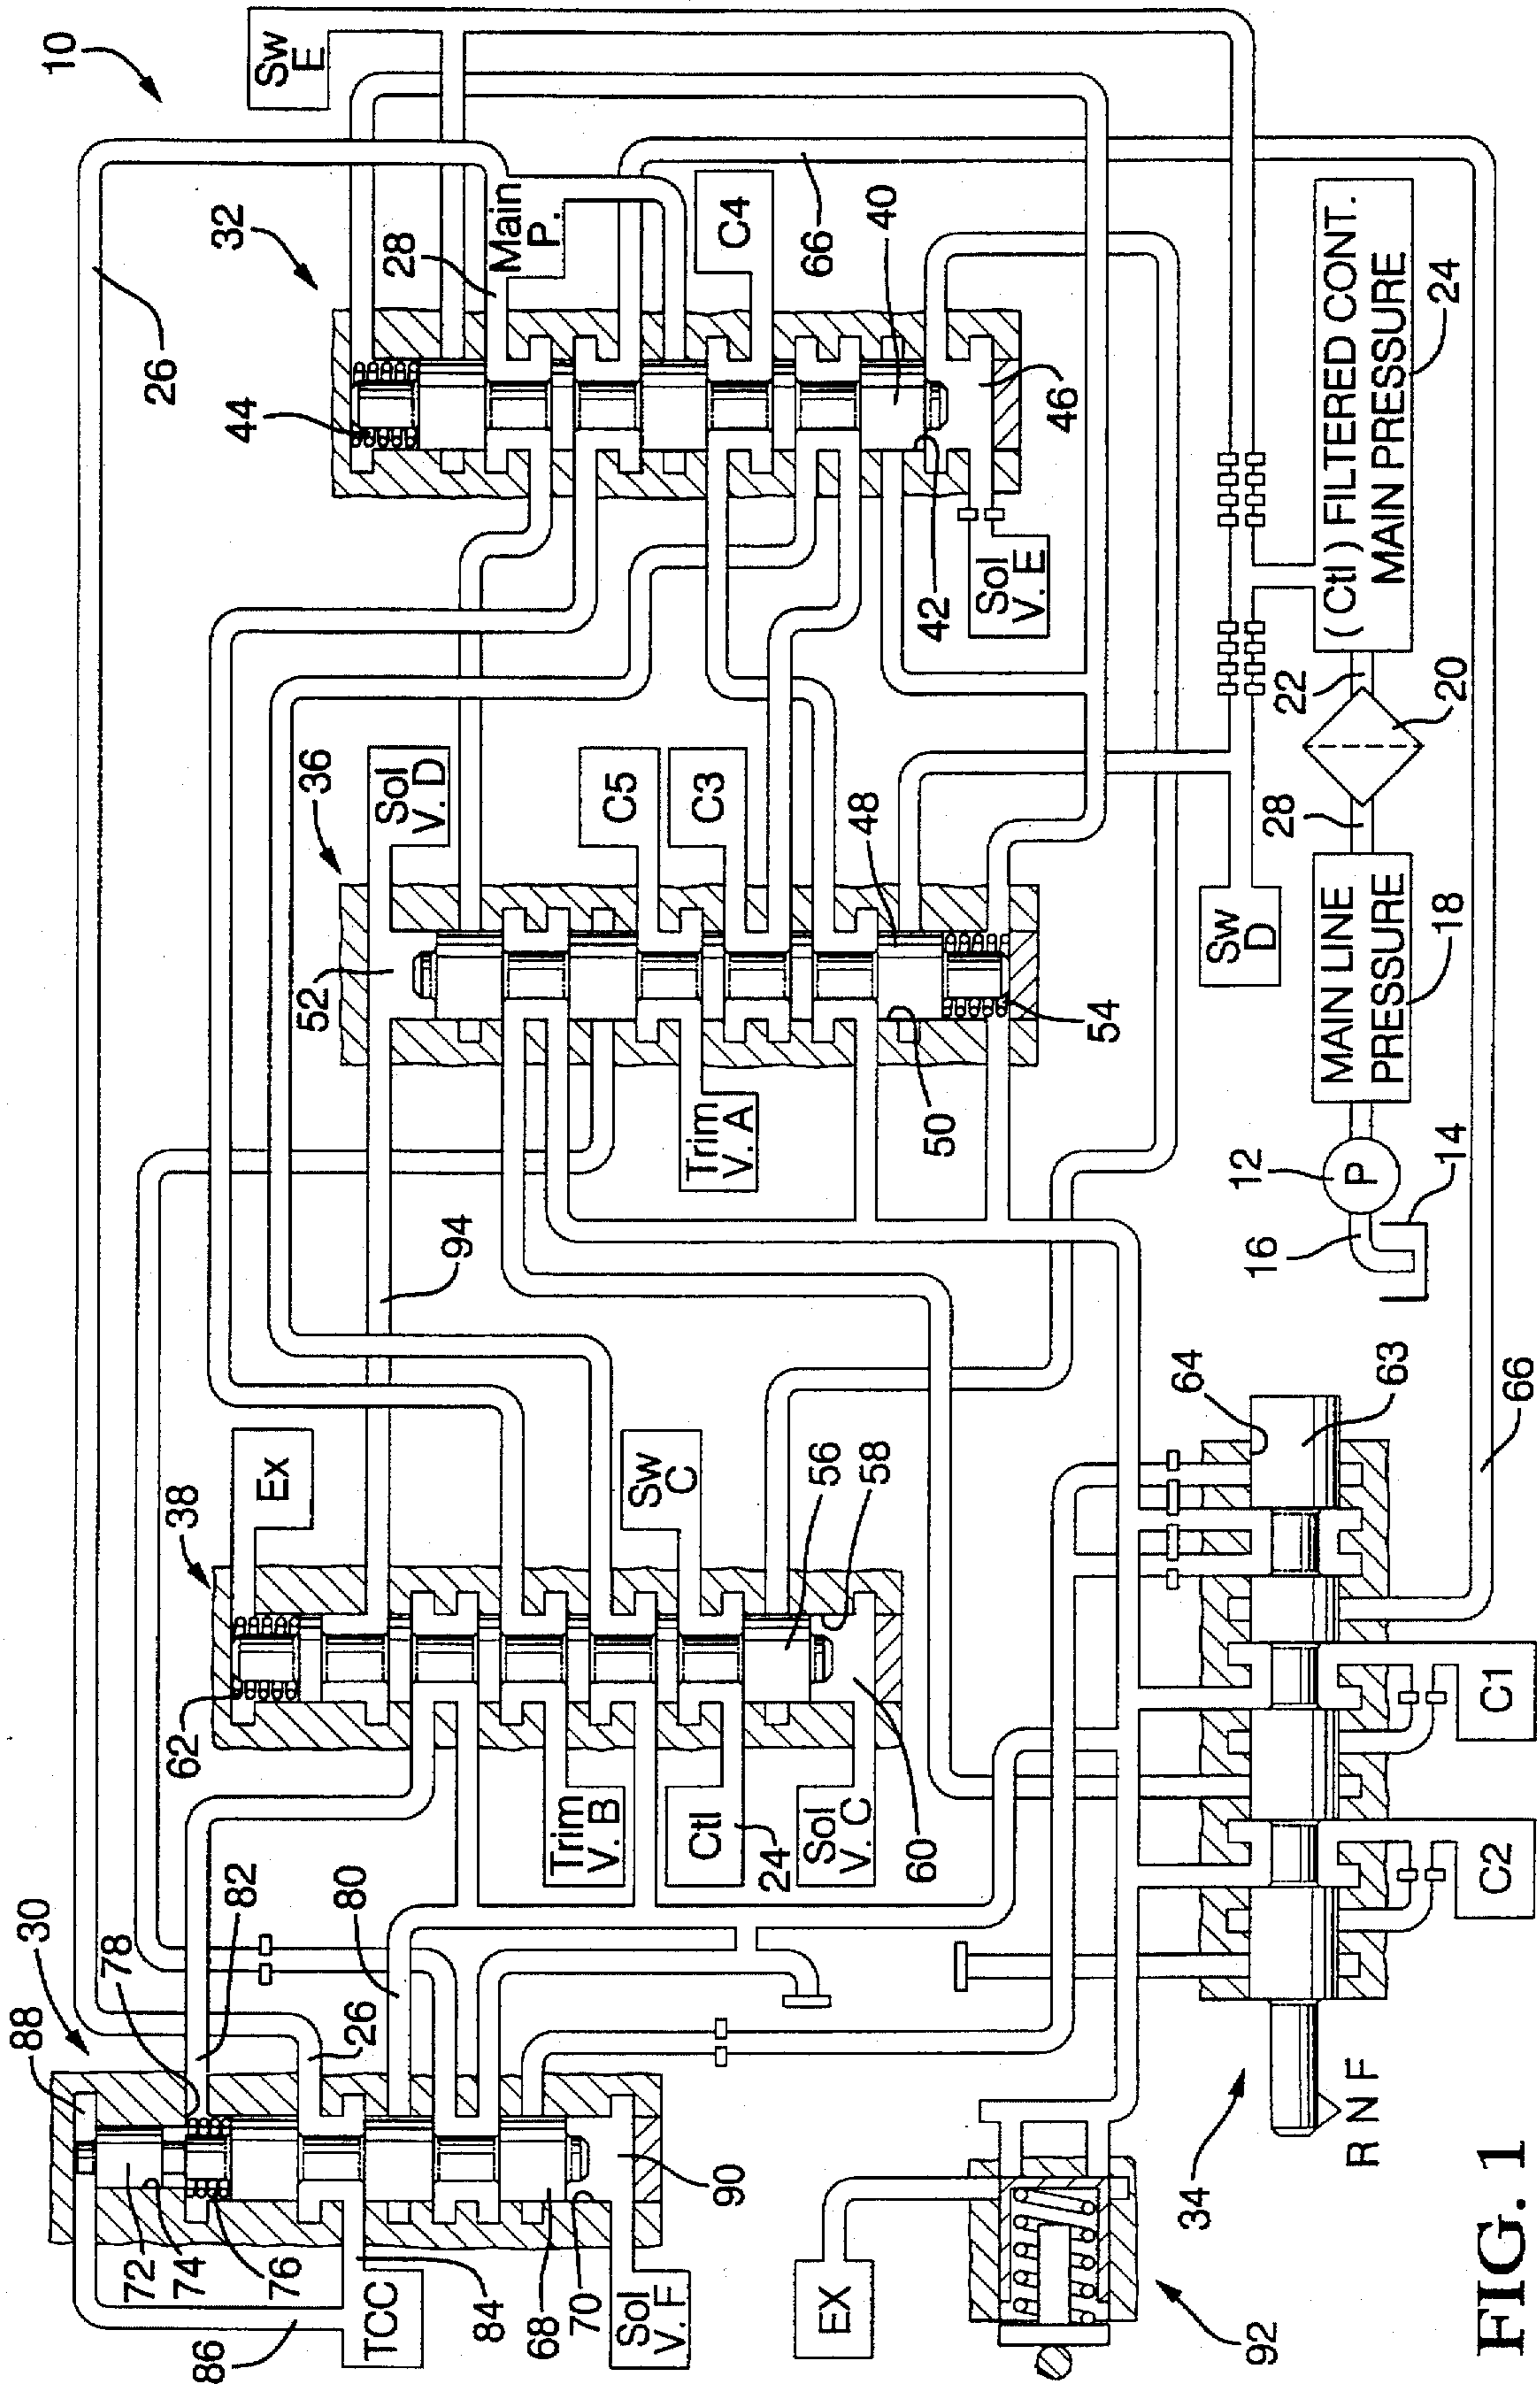 10
Sw
E
26
32
28
Main
P.
44
C4
66
40
46
42
Sol
V. E
36
Sol
V. D
52
C5
C3
48
54
50
Trim
V. A
94
38
Ex
62
Sw
C
56
58
60
Trim
V. B
Ctl
24
Sol
V. C
30
88
78
82
80
26
72
74
76
86
TCC
84
68
70
Sol
V. F
90
(Ctl) FILTERED CONT.
MAIN PRESSURE
24
22
20
28
MAIN LINE
PRESSURE
18
Sw
D
12
P
14
16
64
63
66
C1
C2
34
R N F
EX
92
FIG. 1